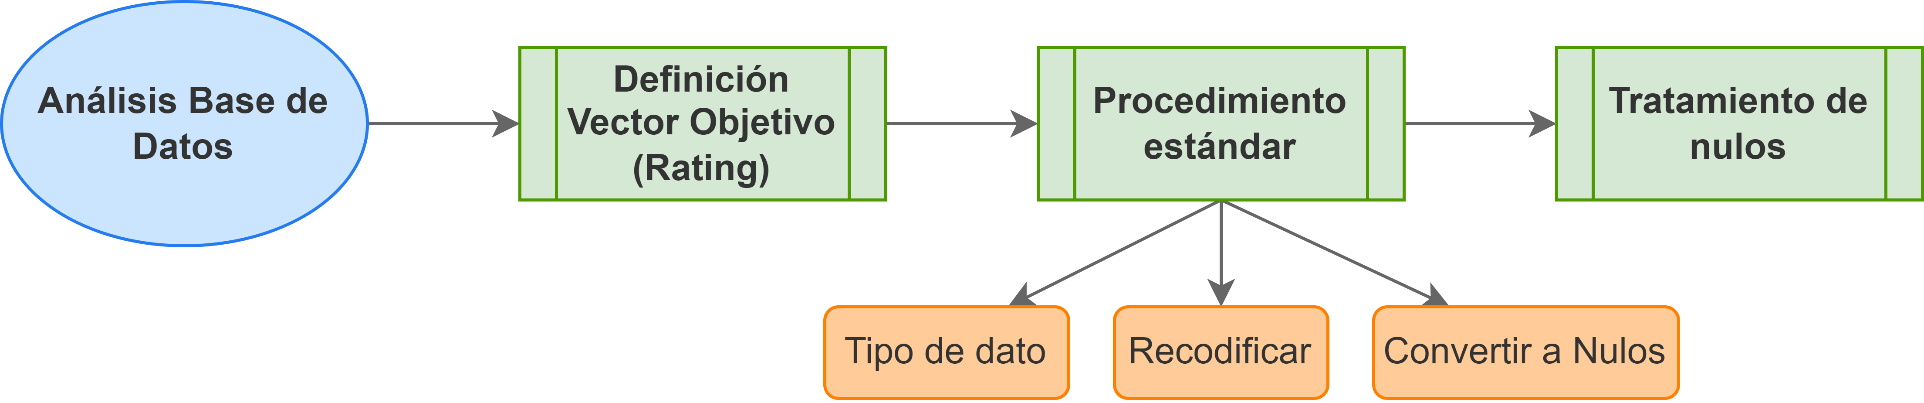 Análisis Base de
Datos
Definición
Vector Objetivo
(Rating)
Procedimiento
estándar
Tratamiento de
nulos
Tipo de dato
Recodificar
Convertir a Nulos